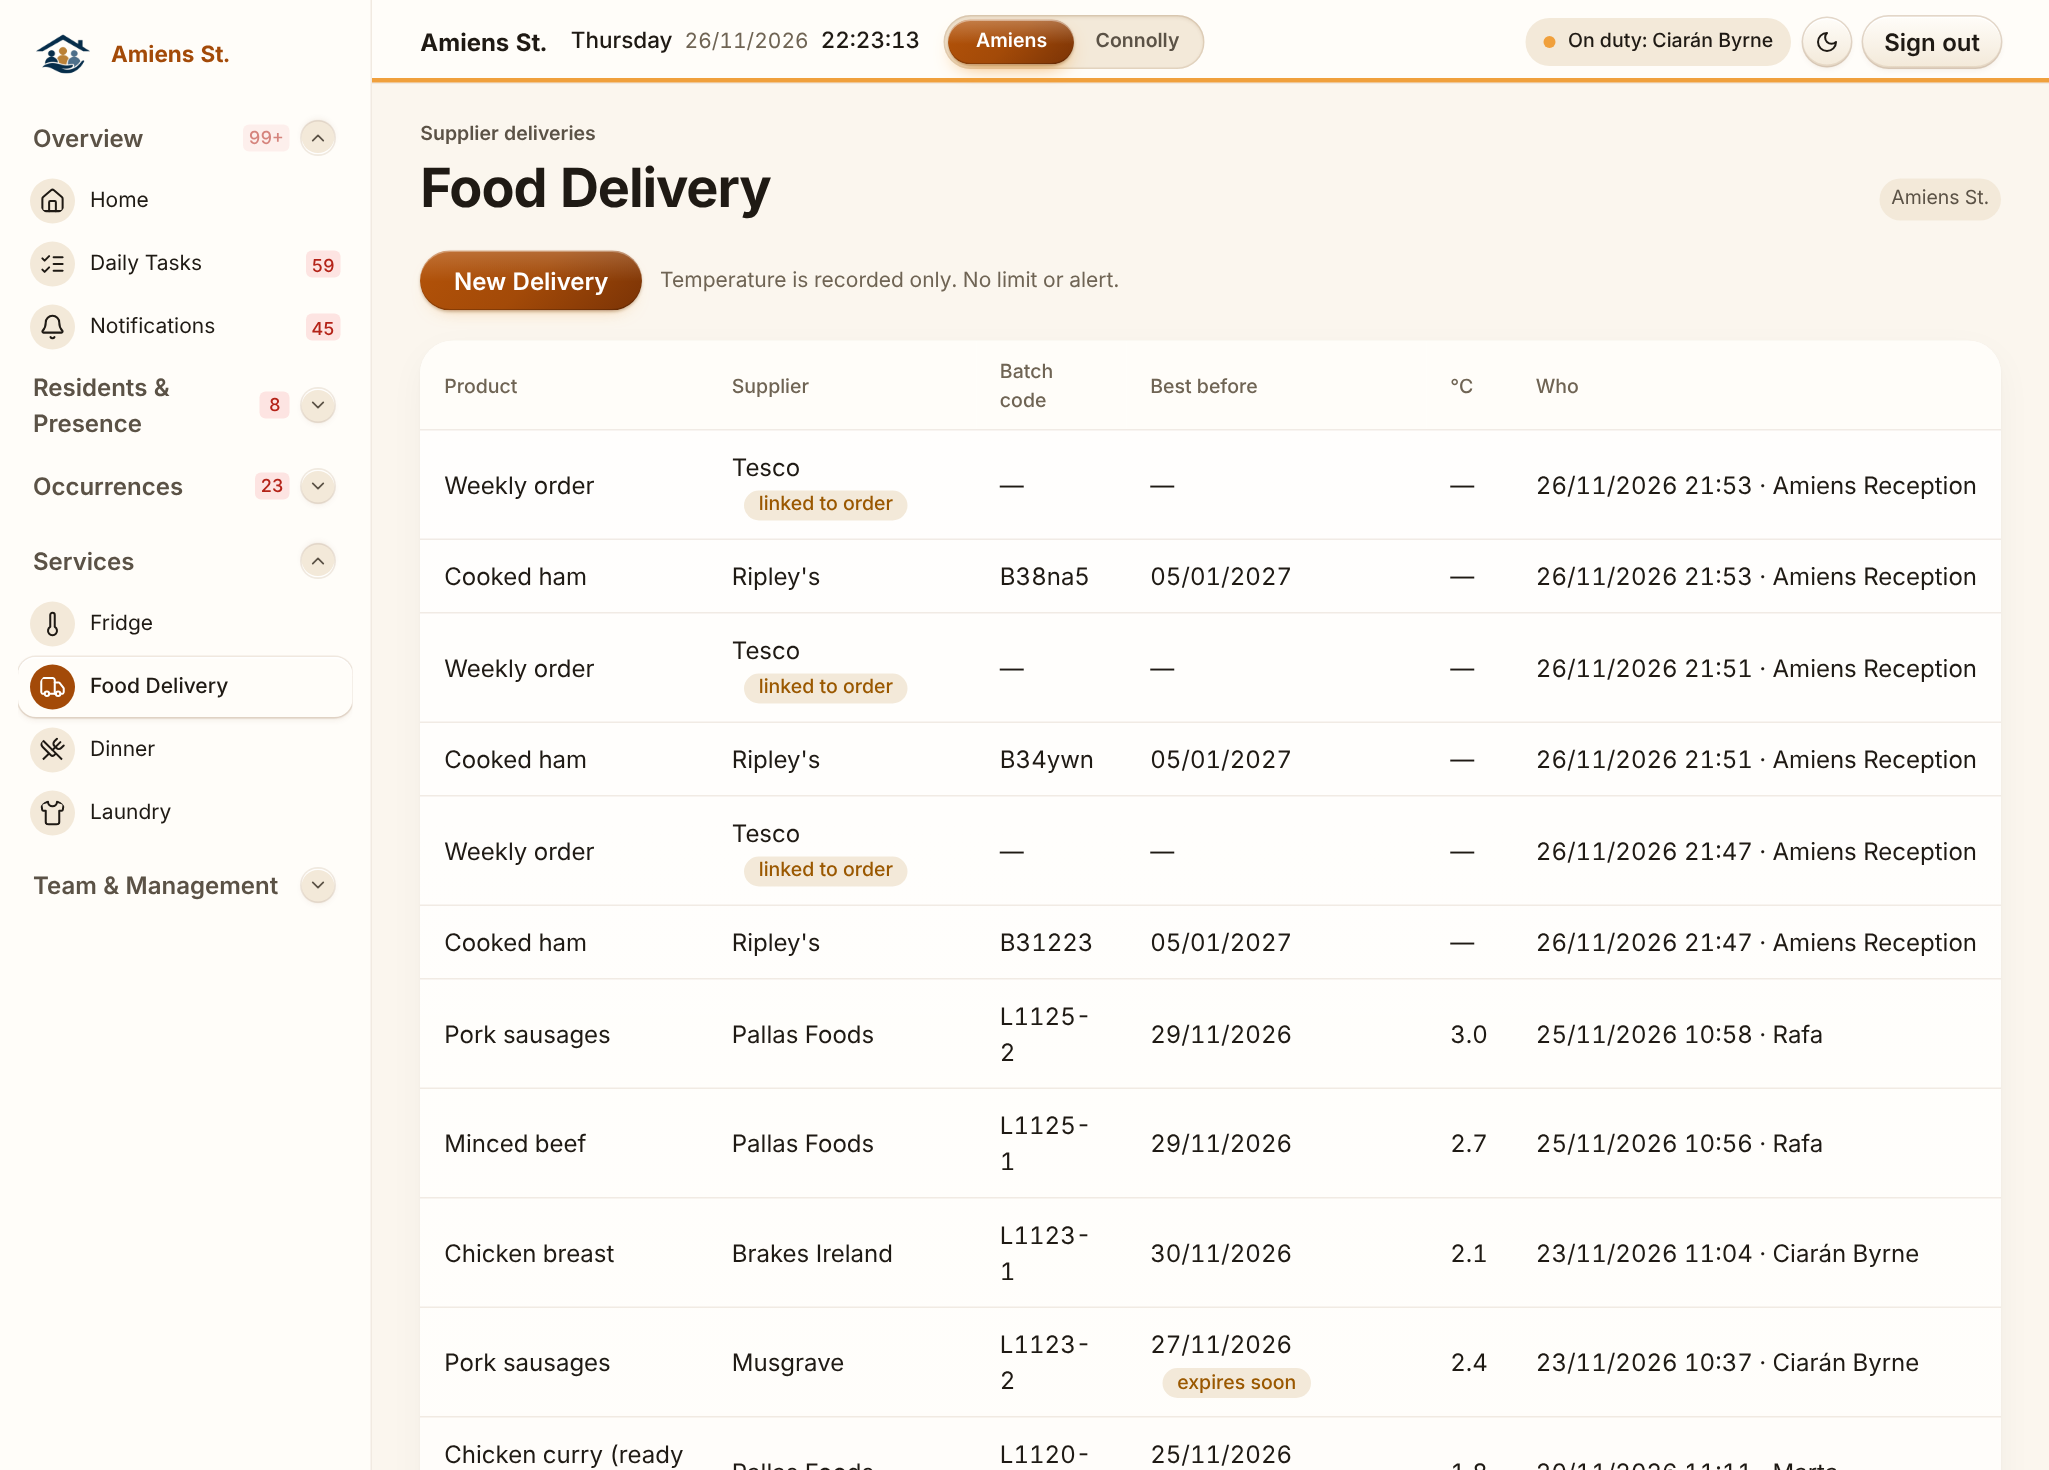 Amiens St.
Overview 99+
Home
Daily Tasks 59
Notifications 45
Residents & Presence 8
Occurrences 23
Services
Fridge
Food Delivery
Dinner
Laundry
Team & Management
Amiens St. Thursday 26/11/2026 22:23:13 Amiens Connolly On duty: Ciarán Byrne Sign out
Supplier deliveries
Food Delivery
Amiens St.
New Delivery Temperature is recorded only. No limit or alert.
Product Supplier Batch code Best before °C Who
Weekly order Tesco linked to order — — — 26/11/2026 21:53 · Amiens Reception
Cooked ham Ripley's B38na5 05/01/2027 — 26/11/2026 21:53 · Amiens Reception
Weekly order Tesco linked to order — — — 26/11/2026 21:51 · Amiens Reception
Cooked ham Ripley's B34ywn 05/01/2027 — 26/11/2026 21:51 · Amiens Reception
Weekly order Tesco linked to order — — — 26/11/2026 21:47 · Amiens Reception
Cooked ham Ripley's B31223 05/01/2027 — 26/11/2026 21:47 · Amiens Reception
Pork sausages Pallas Foods L1125-2 29/11/2026 3.0 25/11/2026 10:58 · Rafa
Minced beef Pallas Foods L1125-1 29/11/2026 2.7 25/11/2026 10:56 · Rafa
Chicken breast Brakes Ireland L1123-1 30/11/2026 2.1 23/11/2026 11:04 · Ciarán Byrne
Pork sausages Musgrave L1123-2 27/11/2026 expires soon 2.4 23/11/2026 10:37 · Ciarán Byrne
Chicken curry (ready L1120- 25/11/2026